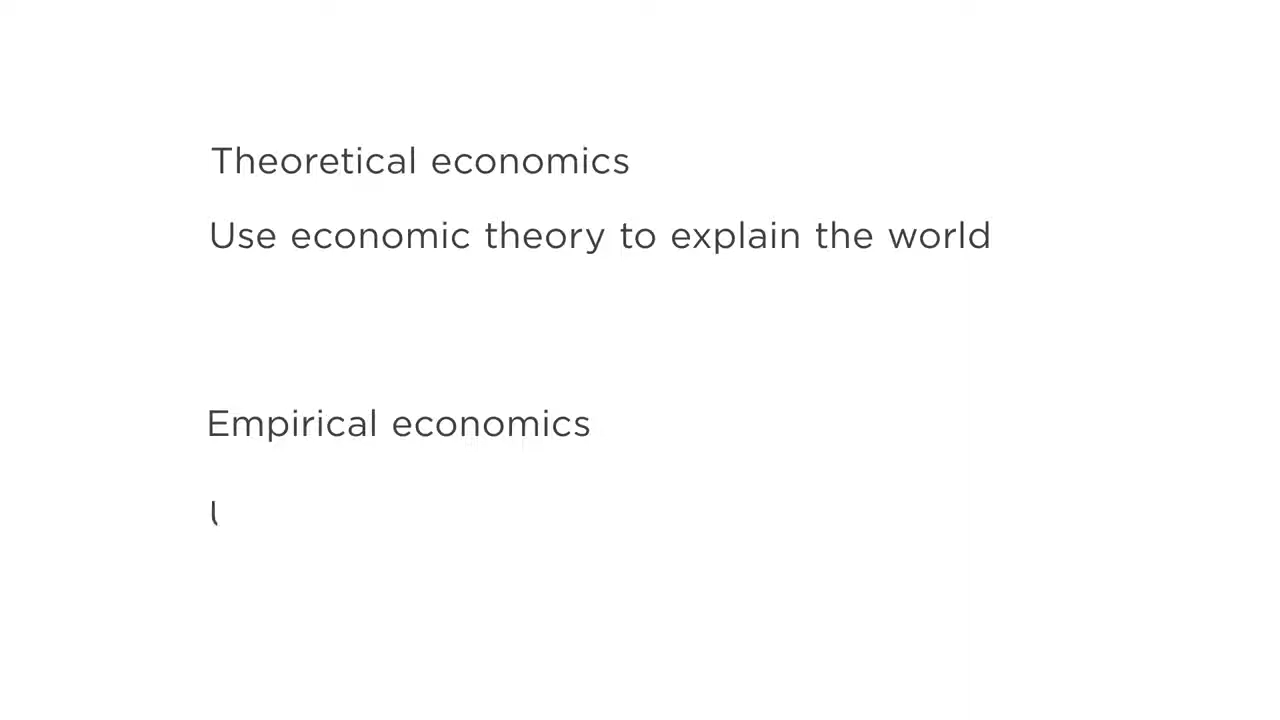 Theoretical economics
Use economic theory to explain the world
Empirical economics